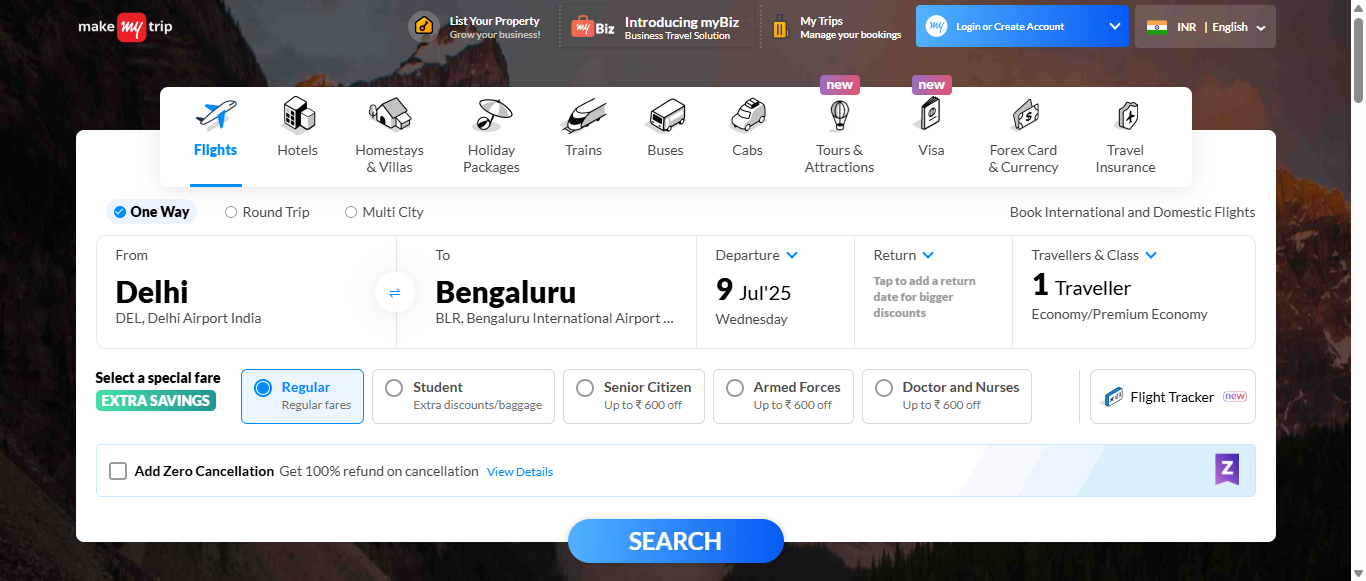 make my trip
List Your Property
Grow your business!
my Biz
Introducing myBiz
Business Travel Solution
My Trips
Manage your bookings
my
Login or Create Account
INR | English
new
new
Flights
Hotels
Homestays
& Villas
Holiday
Packages
Trains
Buses
Cabs
Tours &
Attractions
Visa
Forex Card
& Currency
Travel
Insurance
One Way
Round Trip
Multi City
Book International and Domestic Flights
From
Delhi
DEL, Delhi Airport India
To
Bengaluru
BLR, Bengaluru International Airport ...
Departure
9 Jul'25
Wednesday
Return
Tap to add a return
date for bigger
discounts
Travellers & Class
1 Traveller
Economy/Premium Economy
Select a special fare
EXTRA SAVINGS
Regular
Regular fares
Student
Extra discounts/baggage
Senior Citizen
Up to ₹ 600 off
Armed Forces
Up to ₹ 600 off
Doctor and Nurses
Up to ₹ 600 off
Flight Tracker new
Add Zero Cancellation Get 100% refund on cancellation View Details
Z
SEARCH